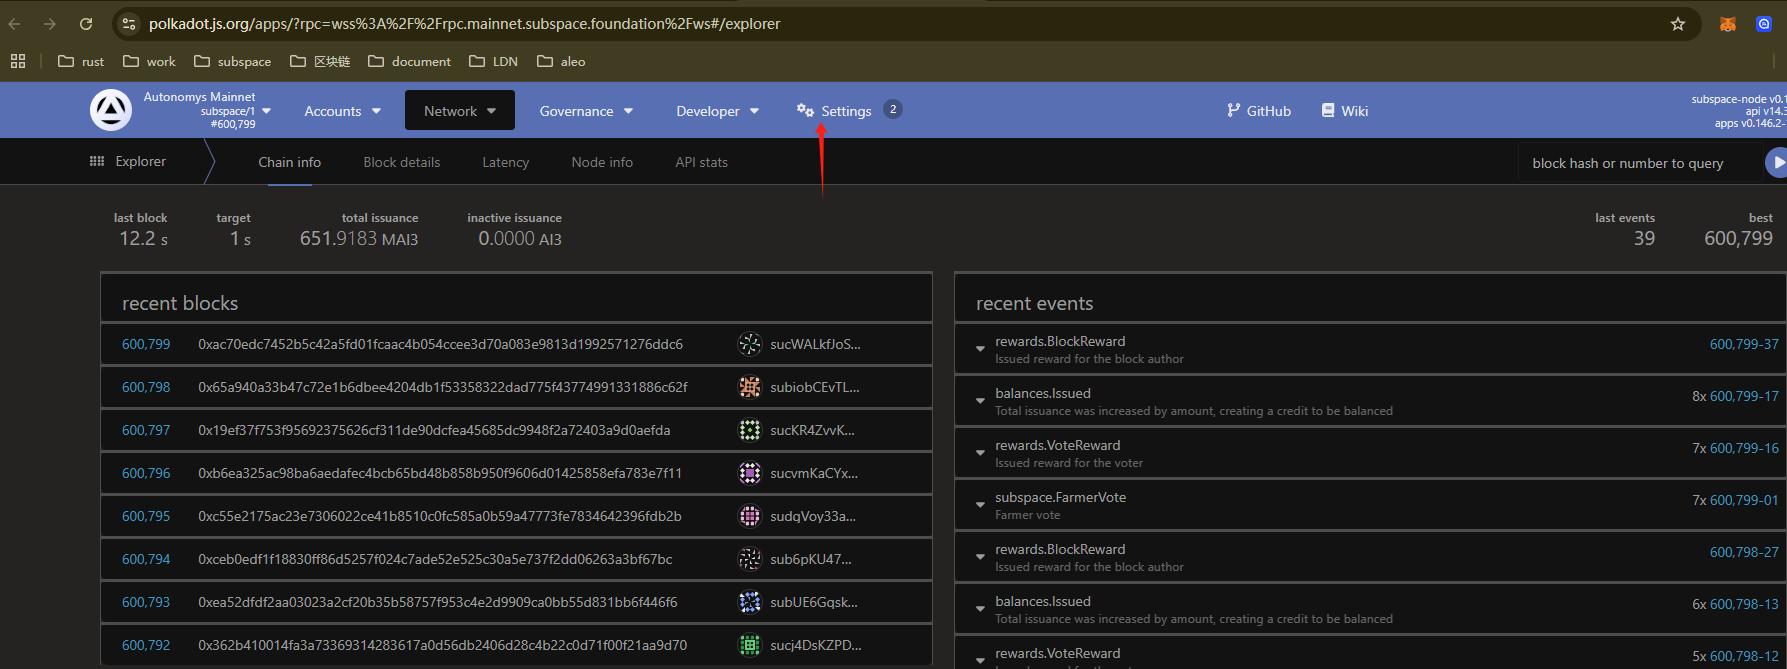 polkadot.js.org/apps/?rpc=wss%3A%2F%2Frpc.mainnet.subspace.foundation%2Fws#/explorer
rust work subspace 区块链 document LDN aleo
Autonomys Mainnet
subspace/1
#600,799
Accounts Network Governance Developer Settings 2 GitHub Wiki
subspace-node v0.1
api v14.3
apps v0.146.2-
Explorer Chain info Block details Latency Node info API stats block hash or number to query
last block target total issuance inactive issuance last events best
12.2 s 1 s 651.9183 MAI3 0.0000 AI3 39 600,799
recent blocks
600,799 0xac70edc7452b5c42a5fd01fcaac4b054ccee3d70a083e9813d1992571276ddc6 sucWALkfJoS...
600,798 0x65a940a33b47c72e1b6dbee4204db1f53358322dad775f43774991331886c62f subiobCEvTL...
600,797 0x19ef37f753f95692375626cf311de90dcfea45685dc9948f2a72403a9d0aefda sucKR4ZvvK...
600,796 0xb6ea325ac98ba6aedafec4bcb65bd48b858b950f9606d01425858efa783e7f11 sucvmKaCYx...
600,795 0xc55e2175ac23e7306022ce41b8510c0fc585a0b59a47773fe7834642396fdb2b sudqVoy33a...
600,794 0xceb0edf1f18830ff86d5257f024c7ade52e525c30a5e737f2dd06263a3bf67bc sub6pKU47...
600,793 0xea52dfdf2aa03023a2cf20b35b58757f953c4e2d9909ca0bb55d831bb6f446f6 subUE6Gqsk...
600,792 0x362b410014fa3a73369314283617a0d56db2406d28c4b22c0d71f00f21aa9d70 sucj4DsKZPD...
recent events
rewards.BlockReward 600,799-37
Issued reward for the block author
balances.Issued 8x 600,799-17
Total issuance was increased by amount, creating a credit to be balanced
rewards.VoteReward 7x 600,799-16
Issued reward for the voter
subspace.FarmerVote 7x 600,799-01
Farmer vote
rewards.BlockReward 600,798-27
Issued reward for the block author
balances.Issued 6x 600,798-13
Total issuance was increased by amount, creating a credit to be balanced
rewards.VoteReward 5x 600,798-12